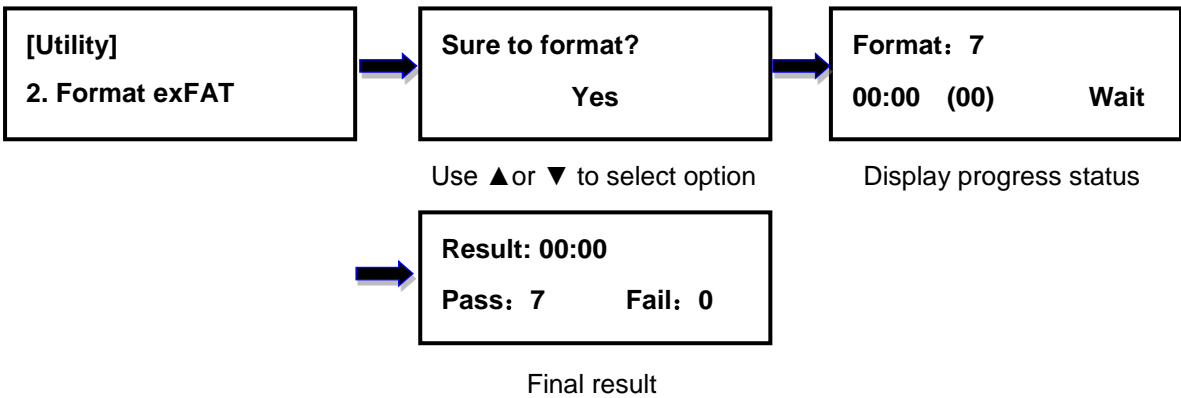 [Utility]
2. Format exFAT
Sure to format?
Yes
Format：7
00:00 (00) Wait
Use ▲or ▼ to select option
Display progress status
Result: 00:00
Pass：7 Fail：0
Final result